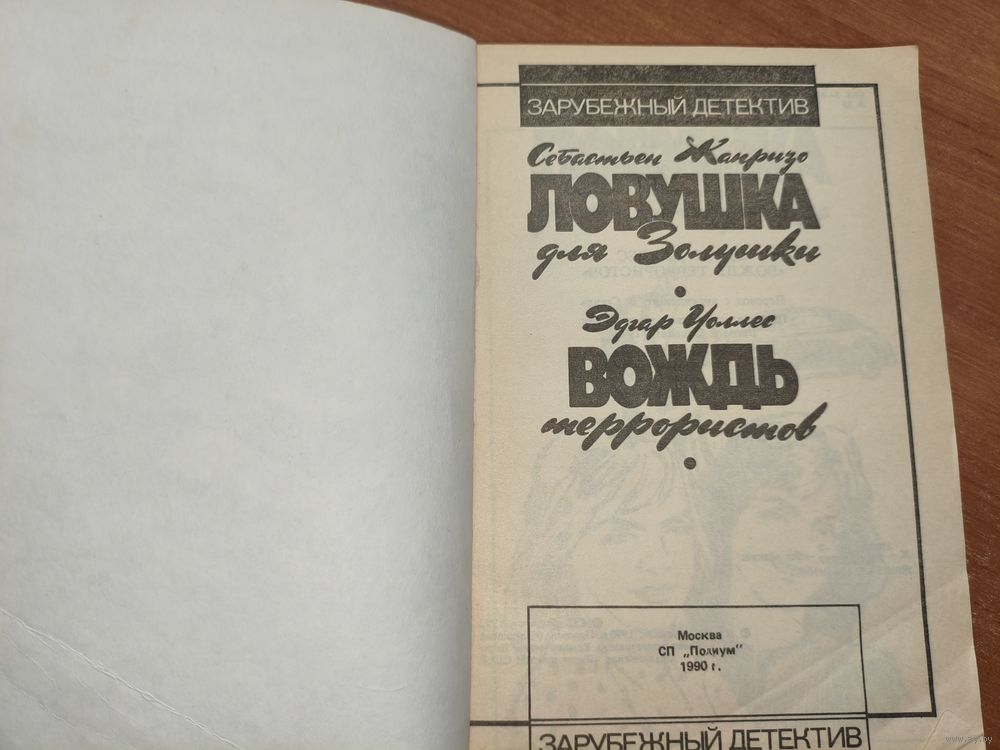 ЗАРУБЕЖНЫЙ ДЕТЕКТИВ
Себастьен Жапризо
ЛОВУШКА
для Золушки
Эдгар Уоллес
ВОЖДЬ
террористов
Москва
СП „Подиум"
1990 г.
ЗАРУБЕЖНЫЙ ДЕТЕКТИВ